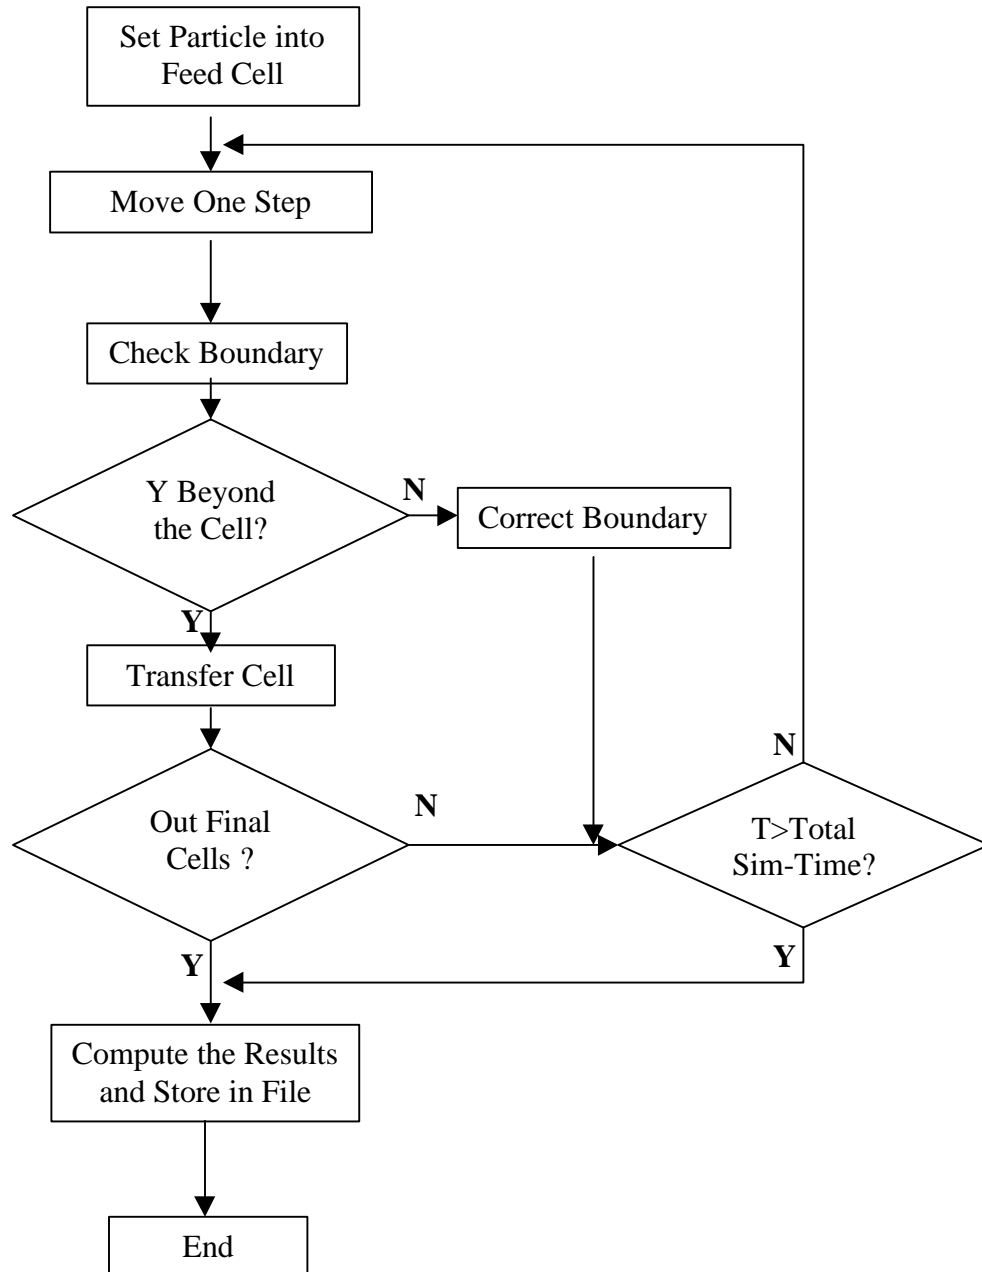 Set Particle into
Feed Cell
Move One Step
Check Boundary
Y Beyond
the Cell?
N
Correct Boundary
Y
Transfer Cell
Out Final
Cells ?
N
N
T>Total
Sim-Time?
Y
Y
Compute the Results
and Store in File
End